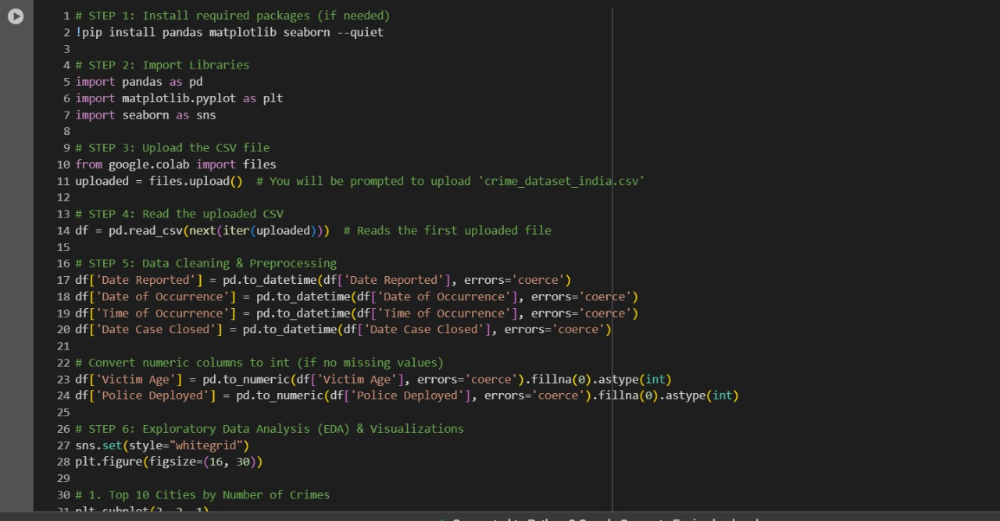 1 # STEP 1: Install required packages (if needed)
2 !pip install pandas matplotlib seaborn --quiet
3
4 # STEP 2: Import Libraries
5 import pandas as pd
6 import matplotlib.pyplot as plt
7 import seaborn as sns
8
9 # STEP 3: Upload the CSV file
10 from google.colab import files
11 uploaded = files.upload()  # You will be prompted to upload 'crime_dataset_india.csv'
12
13 # STEP 4: Read the uploaded CSV
14 df = pd.read_csv(next(iter(uploaded)))  # Reads the first uploaded file
15
16 # STEP 5: Data Cleaning & Preprocessing
17 df['Date Reported'] = pd.to_datetime(df['Date Reported'], errors='coerce')
18 df['Date of Occurrence'] = pd.to_datetime(df['Date of Occurrence'], errors='coerce')
19 df['Time of Occurrence'] = pd.to_datetime(df['Time of Occurrence'], errors='coerce')
20 df['Date Case Closed'] = pd.to_datetime(df['Date Case Closed'], errors='coerce')
21
22 # Convert numeric columns to int (if no missing values)
23 df['Victim Age'] = pd.to_numeric(df['Victim Age'], errors='coerce').fillna(0).astype(int)
24 df['Police Deployed'] = pd.to_numeric(df['Police Deployed'], errors='coerce').fillna(0).astype(int)
25
26 # STEP 6: Exploratory Data Analysis (EDA) & Visualizations
27 sns.set(style="whitegrid")
28 plt.figure(figsize=(16, 30))
29
30 # 1. Top 10 Cities by Number of Crimes